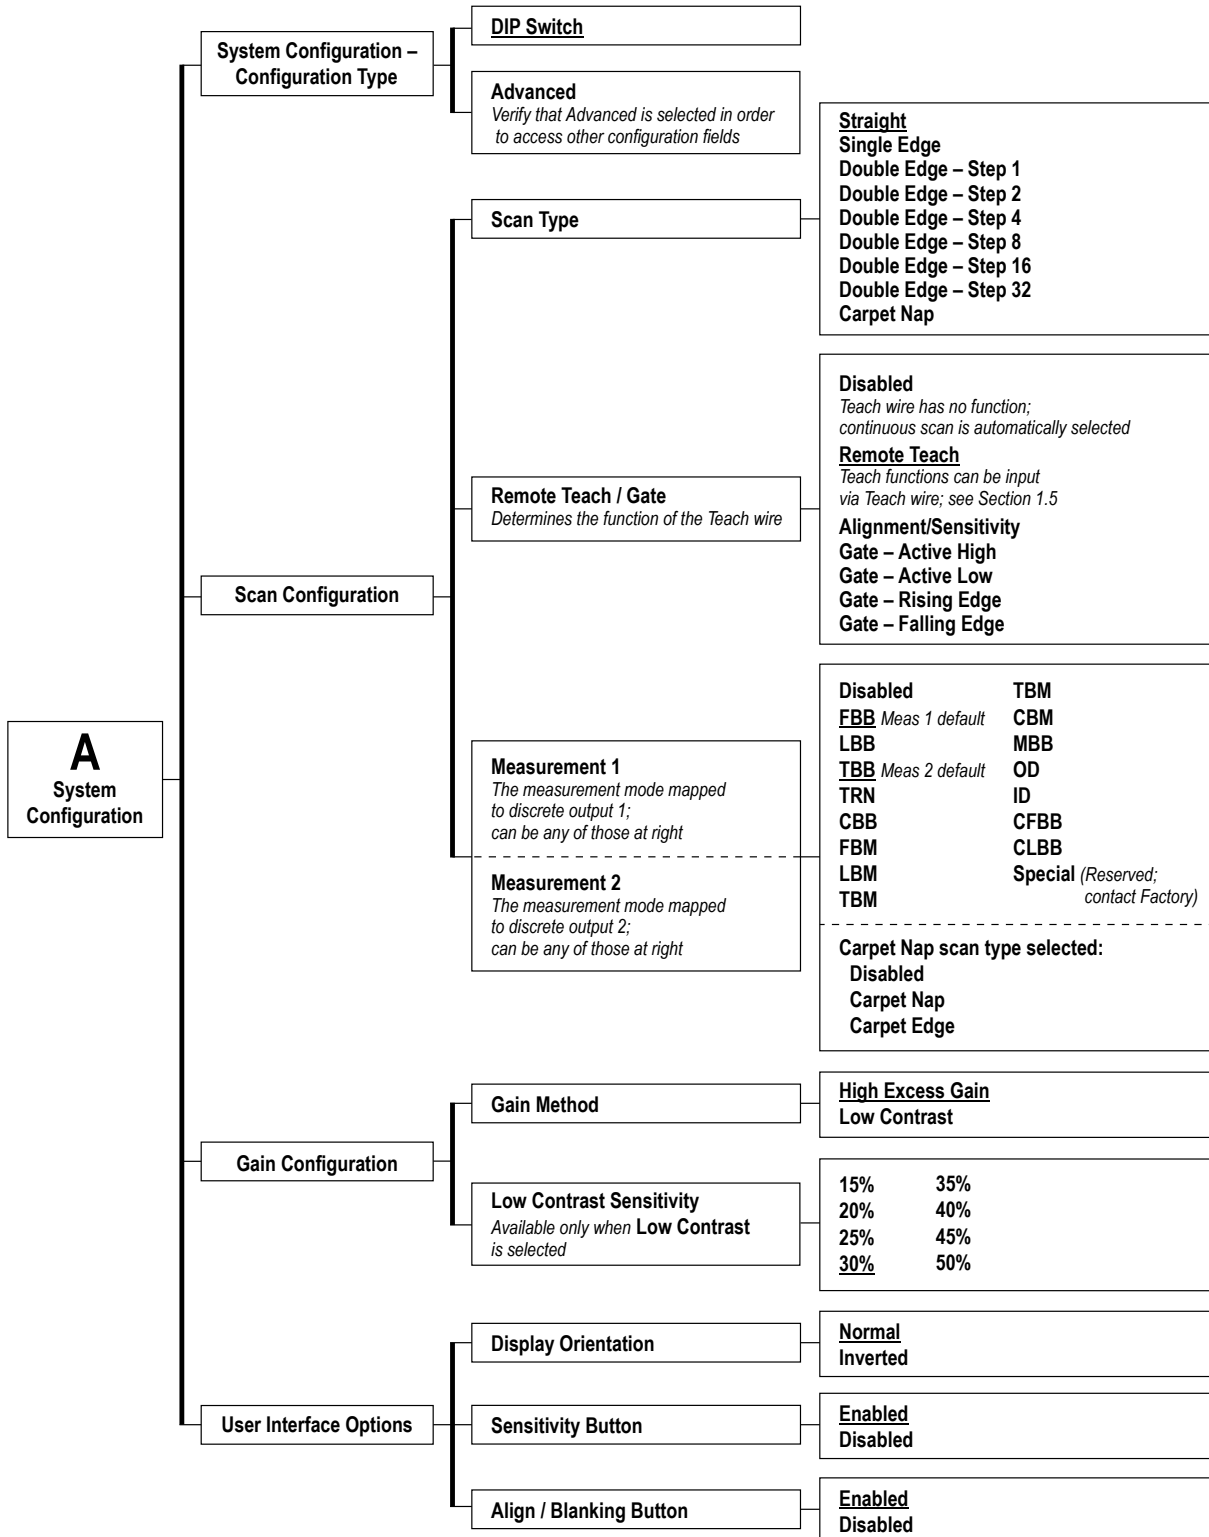 A
System
Configuration
System Configuration –
Configuration Type
DIP Switch
Advanced
Verify that Advanced is selected in order
to access other configuration fields
Scan Configuration
Scan Type
Straight
Single Edge
Double Edge – Step 1
Double Edge – Step 2
Double Edge – Step 4
Double Edge – Step 8
Double Edge – Step 16
Double Edge – Step 32
Carpet Nap
Remote Teach / Gate
Determines the function of the Teach wire
Disabled
Teach wire has no function;
continuous scan is automatically selected
Remote Teach
Teach functions can be input
via Teach wire; see Section 1.5
Alignment/Sensitivity
Gate – Active High
Gate – Active Low
Gate – Rising Edge
Gate – Falling Edge
Measurement 1
The measurement mode mapped
to discrete output 1;
can be any of those at right
Measurement 2
The measurement mode mapped
to discrete output 2;
can be any of those at right
Disabled
FBB Meas 1 default
LBB
TBB Meas 2 default
TRN
CBB
FBM
LBM
TBM
TBM
CBM
MBB
OD
ID
CFBB
CLBB
Special (Reserved;
contact Factory)
Carpet Nap scan type selected:
Disabled
Carpet Nap
Carpet Edge
Gain Configuration
Gain Method
High Excess Gain
Low Contrast
Low Contrast Sensitivity
Available only when Low Contrast
is selected
15%
20%
25%
30%
35%
40%
45%
50%
User Interface Options
Display Orientation
Normal
Inverted
Sensitivity Button
Enabled
Disabled
Align / Blanking Button
Enabled
Disabled